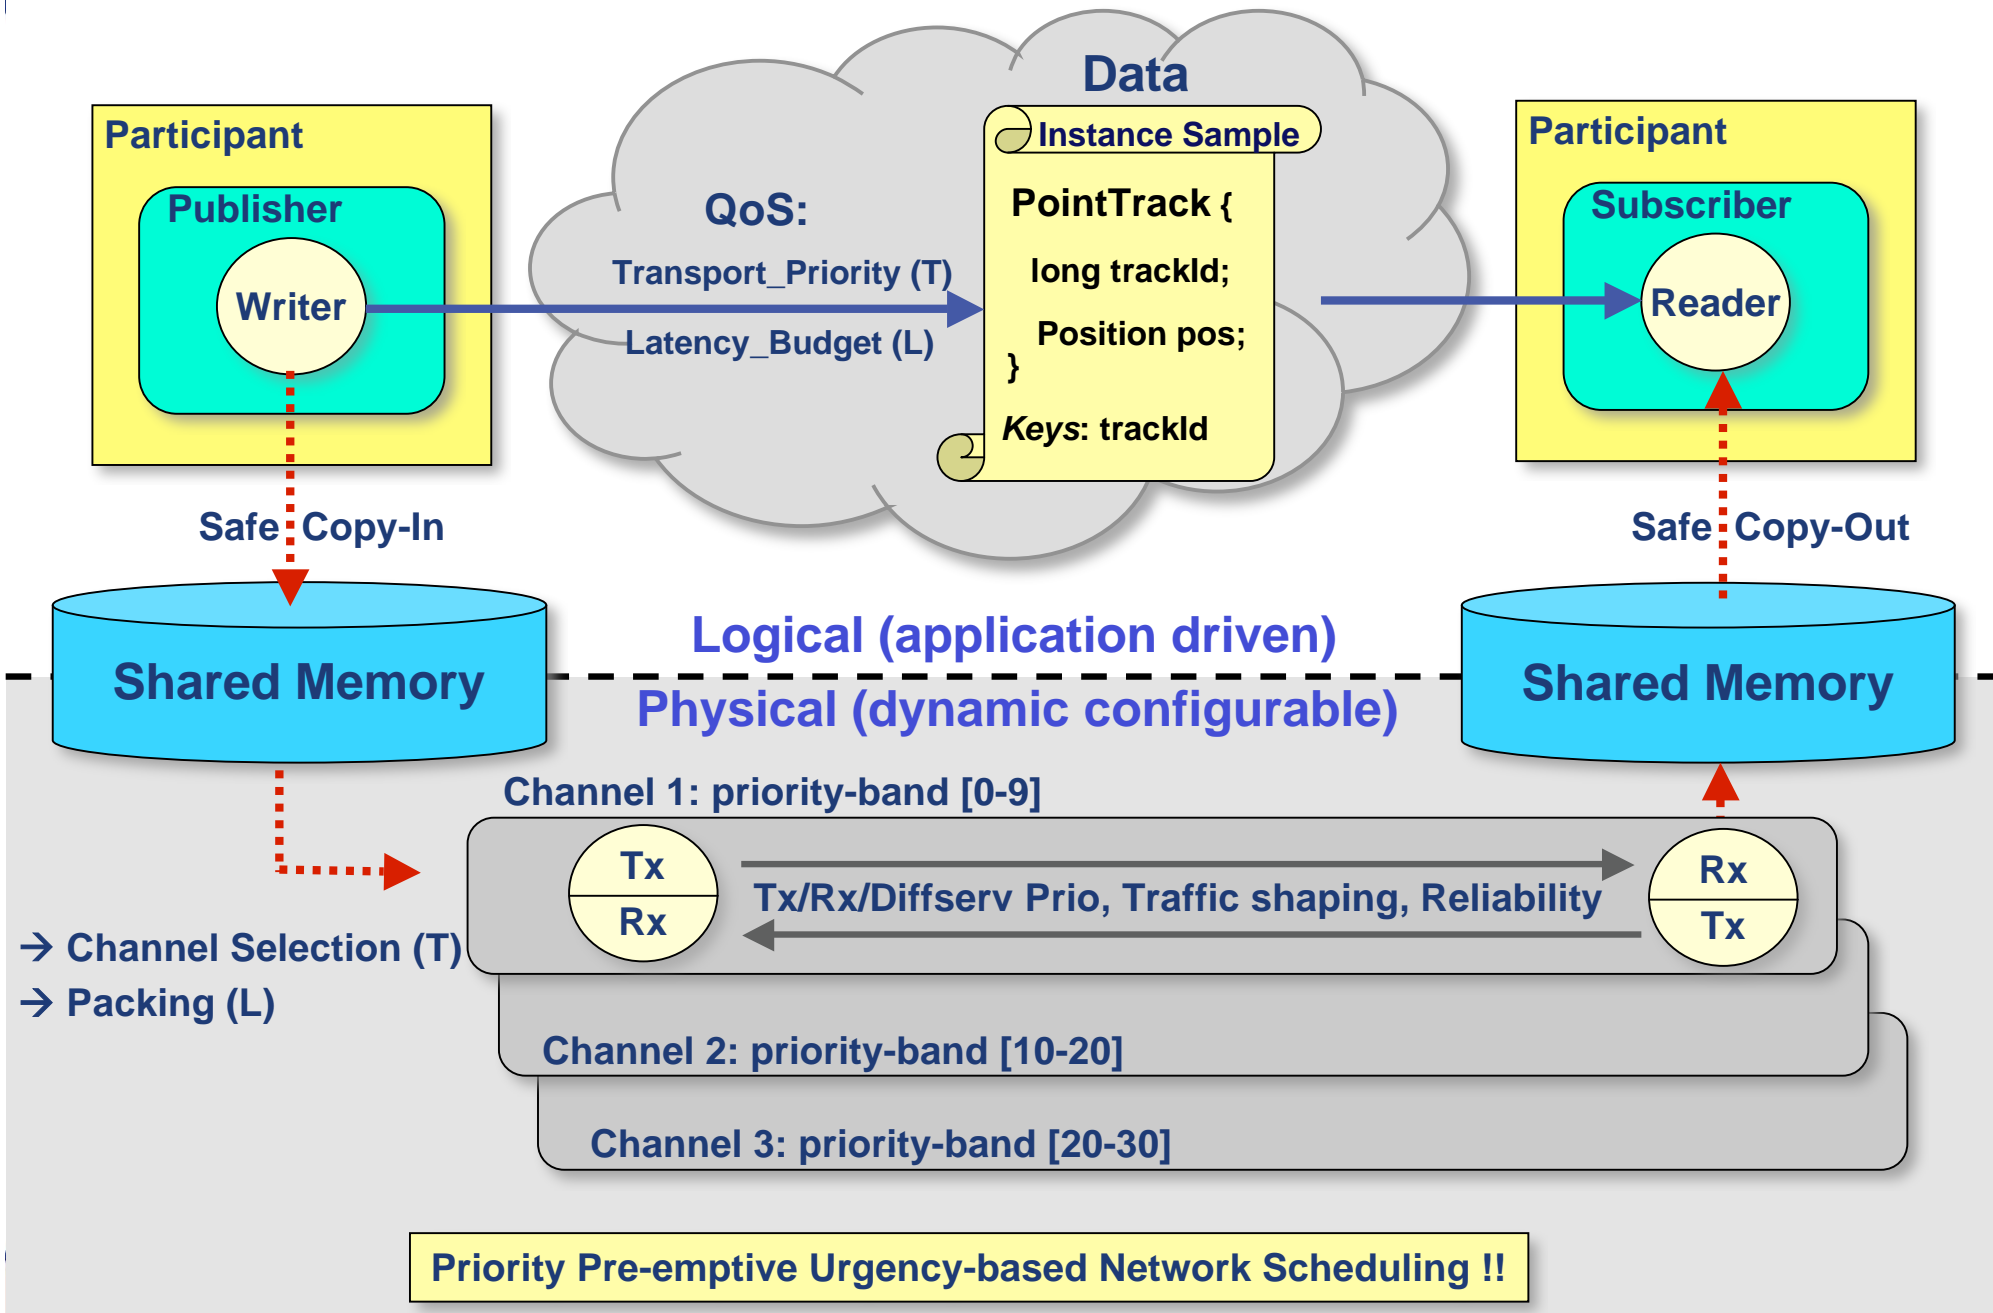 Data
Participant
Instance Sample
Participant
Publisher
QoS:
PointTrack {
Subscriber
Transport_Priority (T)
long trackId;
Writer
Reader
Latency_Budget (L)
Position pos;
}
Keys: trackId
Safe Copy-In
Safe Copy-Out
Logical (application driven)
Shared Memory
Shared Memory
Physical (dynamic configurable)
Channel 1: priority-band [0-9]
Tx
Rx
Tx/Rx/Diffserv Prio, Traffic shaping, Reliability
Rx
Tx
→ Channel Selection (T)
→ Packing (L)
Channel 2: priority-band [10-20]
Channel 3: priority-band [20-30]
Priority Pre-emptive Urgency-based Network Scheduling !!